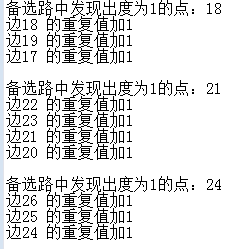 备选路中发现出度为1的点：18
边18 的重复值加1
边19 的重复值加1
边17 的重复值加1

备选路中发现出度为1的点：21
边22 的重复值加1
边23 的重复值加1
边21 的重复值加1
边20 的重复值加1

备选路中发现出度为1的点：24
边26 的重复值加1
边25 的重复值加1
边24 的重复值加1